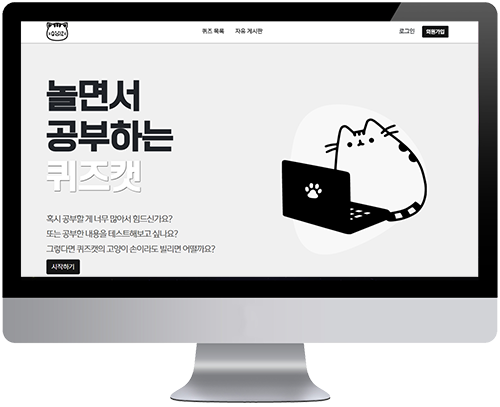 QUIZ
퀴즈 목록 자유 게시판
로그인 회원가입
놀면서
공부하는
퀴즈캣
혹시 공부할 게 너무 많아서 힘드신가요?
또는 공부한 내용을 테스트해보고 싶나요?
그렇다면 퀴즈캣의 고양이 손이라도 빌리면 어떨까요?
시작하기